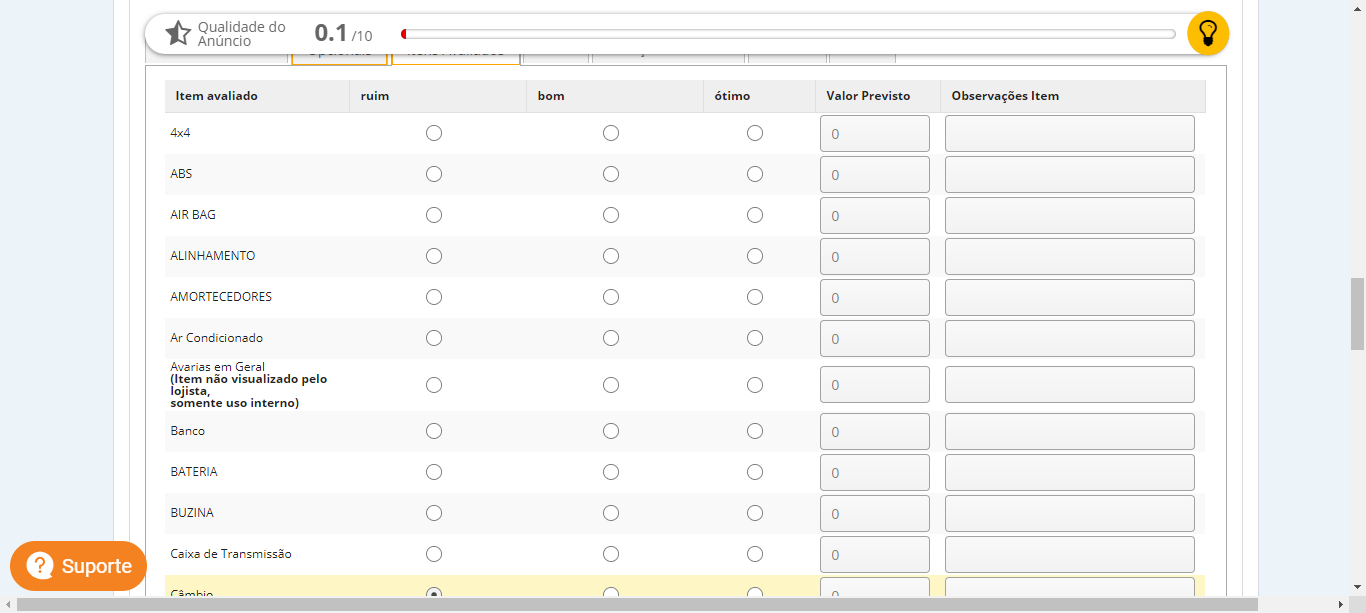 Qualidade do
Anúncio
0.1 /10
Item avaliado ruim bom ótimo Valor Previsto Observações Item
4x4 0
ABS 0
AIR BAG 0
ALINHAMENTO 0
AMORTECEDORES 0
Ar Condicionado 0
Avarias em Geral
(Item não visualizado pelo
lojista,
somente uso interno)
0
Banco 0
BATERIA 0
BUZINA 0
Caixa de Transmissão 0
Câmbio 0
? Suporte